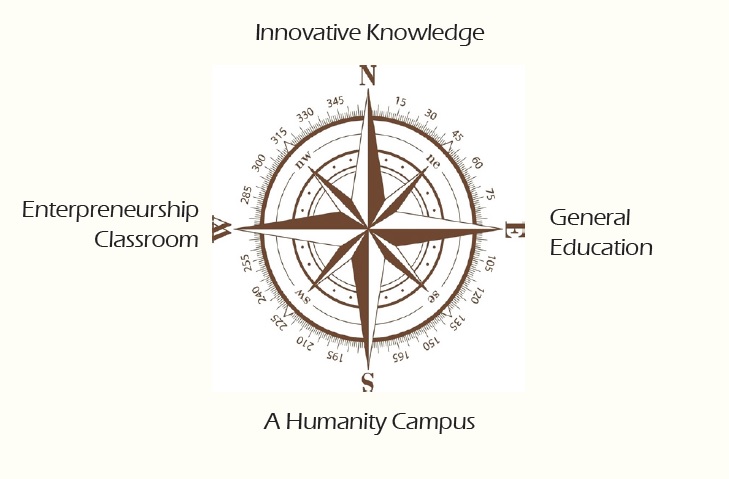 Innovative Knowledge
N
345
15
330
30
315
45
nw
ne
300
60
285
75
Enterpreneurship
Classroom
W
E
General
Education
255
105
240
120
sw
se
225
135
210
150
195
165
S
A Humanity Campus